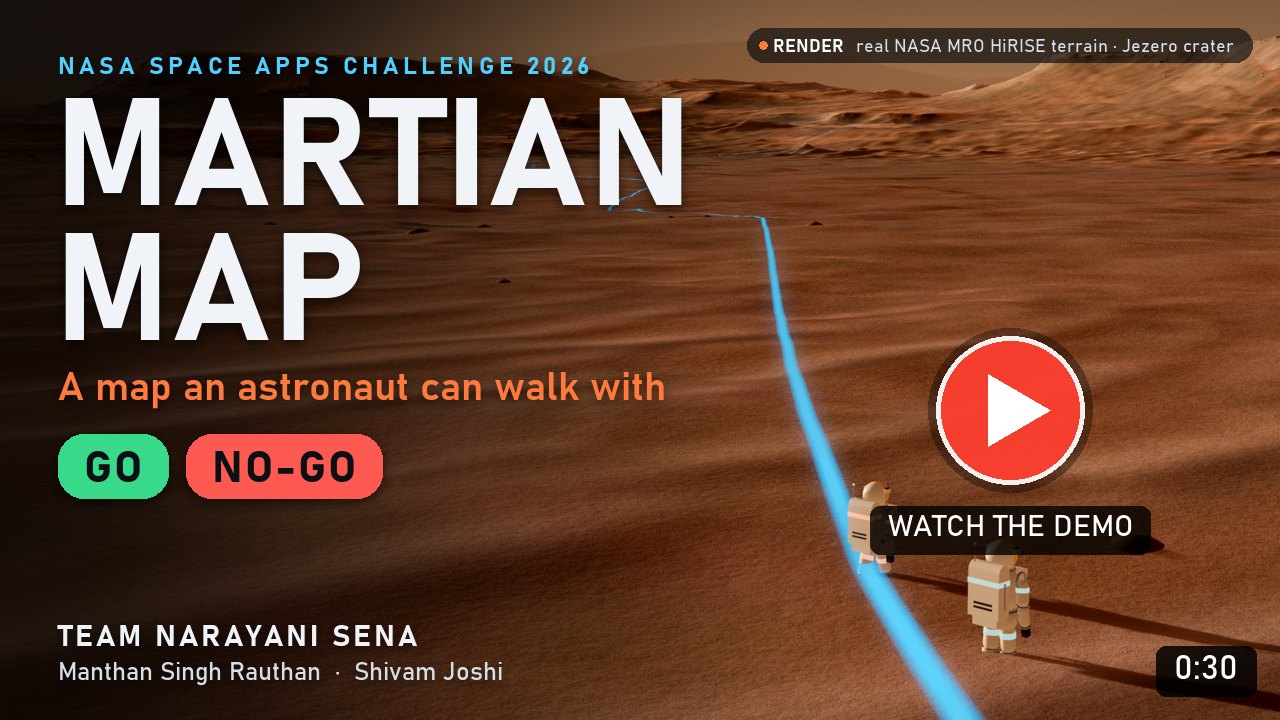 NASA SPACE APPS CHALLENGE 2026
RENDER real NASA MRO HiRISE terrain · Jezero crater
MARTIAN
MAP
A map an astronaut can walk with
GO NO-GO
WATCH THE DEMO
TEAM NARAYANI SENA
Manthan Singh Rauthan · Shivam Joshi
0:30